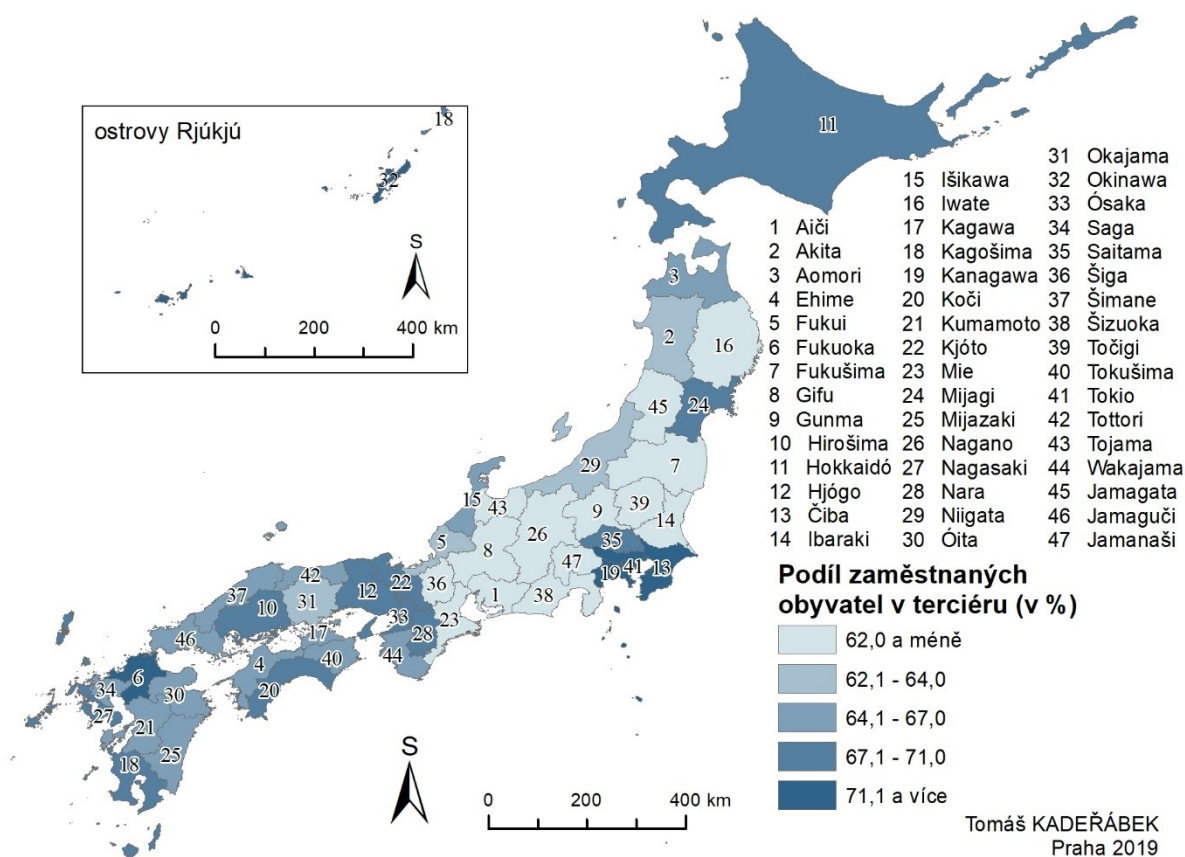 ostrovy Rjúkjú
18
32
S
0 200 400 km
11
3
2
16
45
24
29
7
15
43
9
39
14
26
5
8
35
47
19
41
13
36
1
38
42
12
22
37
10
31
33
23
28
46
17
44
4
40
6
20
34
30
27
21
25
18
S
0 200 400 km
1 Aiči
2 Akita
3 Aomori
4 Ehime
5 Fukui
6 Fukuoka
7 Fukušima
8 Gifu
9 Gunma
10 Hirošima
11 Hokkaidó
12 Hjógo
13 Čiba
14 Ibaraki
15 Išikawa
16 Iwate
17 Kagawa
18 Kagošima
19 Kanagawa
20 Koči
21 Kumamoto
22 Kjóto
23 Mie
24 Mijagi
25 Mijazaki
26 Nagano
27 Nagasaki
28 Nara
29 Niigata
30 Óita
31 Okajama
32 Okinawa
33 Ósaka
34 Saga
35 Saitama
36 Šiga
37 Šimane
38 Šizuoka
39 Točigi
40 Tokušima
41 Tokio
42 Tottori
43 Tojama
44 Wakajama
45 Jamagata
46 Jamaguči
47 Jamanaši
Podíl zaměstnaných
obyvatel v terciéru (v %)
62,0 a méně
62,1 - 64,0
64,1 - 67,0
67,1 - 71,0
71,1 a více
Tomáš KADEŘÁBEK
Praha 2019